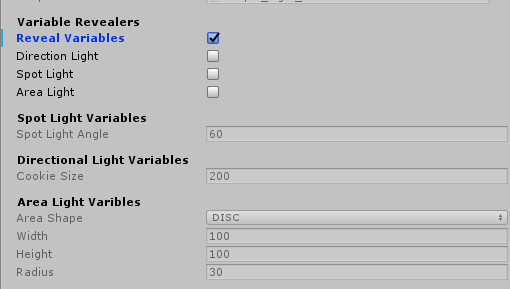 Variable Revealers
Reveal Variables
Direction Light
Spot Light
Area Light
Spot Light Variables
Spot Light Angle 60
Directional Light Variables
Cookie Size 200
Area Light Varibles
Area Shape DISC
Width 100
Height 100
Radius 30